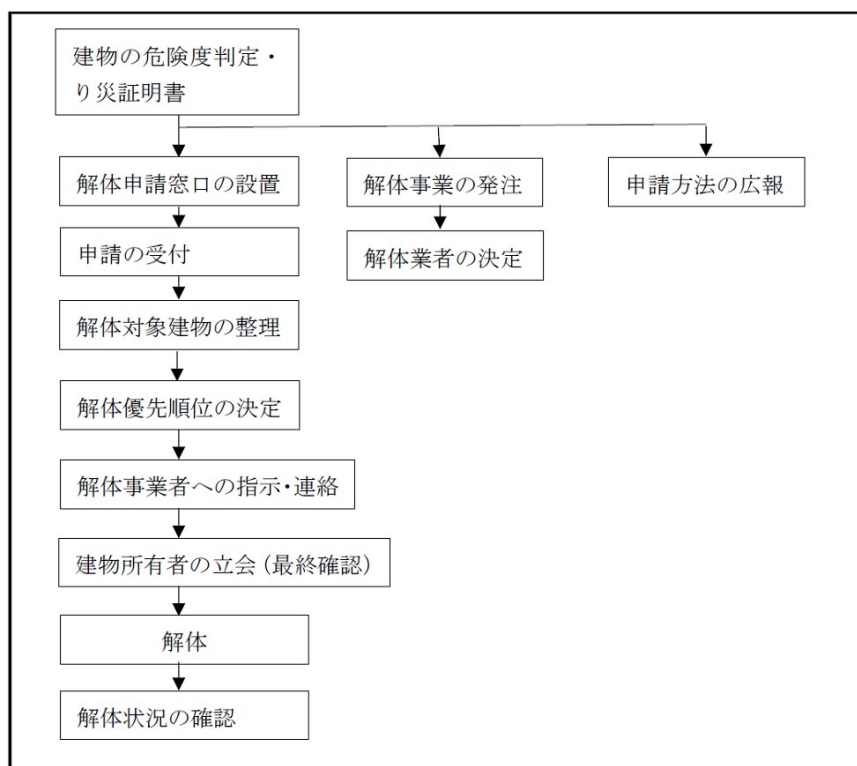 建物の危険度判定・
り災証明書
解体申請窓口の設置
解体事業の発注
申請方法の広報
申請の受付
解体業者の決定
解体対象建物の整理
解体優先順位の決定
解体事業者への指示・連絡
建物所有者の立会（最終確認）
解体
解体状況の確認